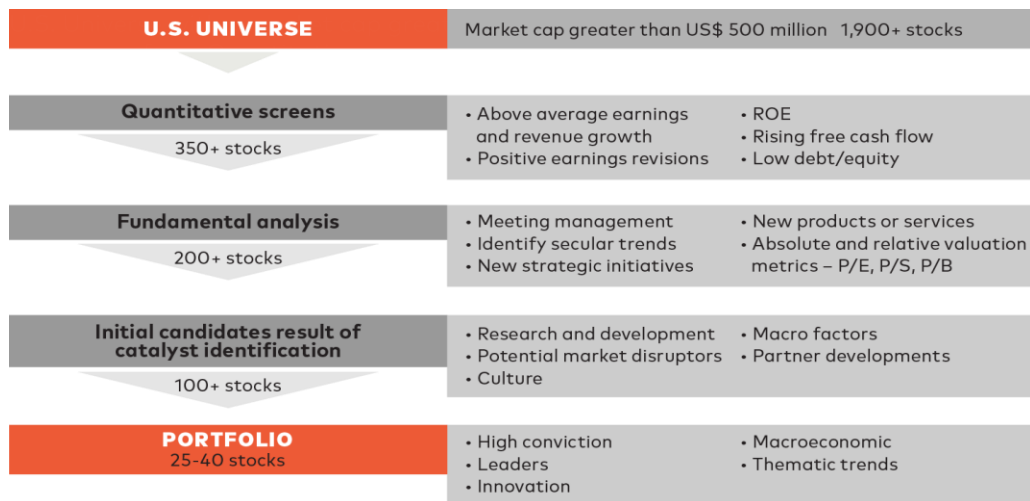 U.S. UNIVERSE
Market cap greater than US$ 500 million 1,900+ stocks
Quantitative screens
350+ stocks
• Above average earnings
and revenue growth
• Positive earnings revisions
• ROE
• Rising free cash flow
• Low debt/equity
Fundamental analysis
200+ stocks
• Meeting management
• Identify secular trends
• New strategic initiatives
• New products or services
• Absolute and relative valuation
metrics – P/E, P/S, P/B
Initial candidates result of
catalyst identification
100+ stocks
• Research and development
• Potential market disruptors
• Culture
• Macro factors
• Partner developments
PORTFOLIO
25-40 stocks
• High conviction
• Leaders
• Innovation
• Macroeconomic
• Thematic trends